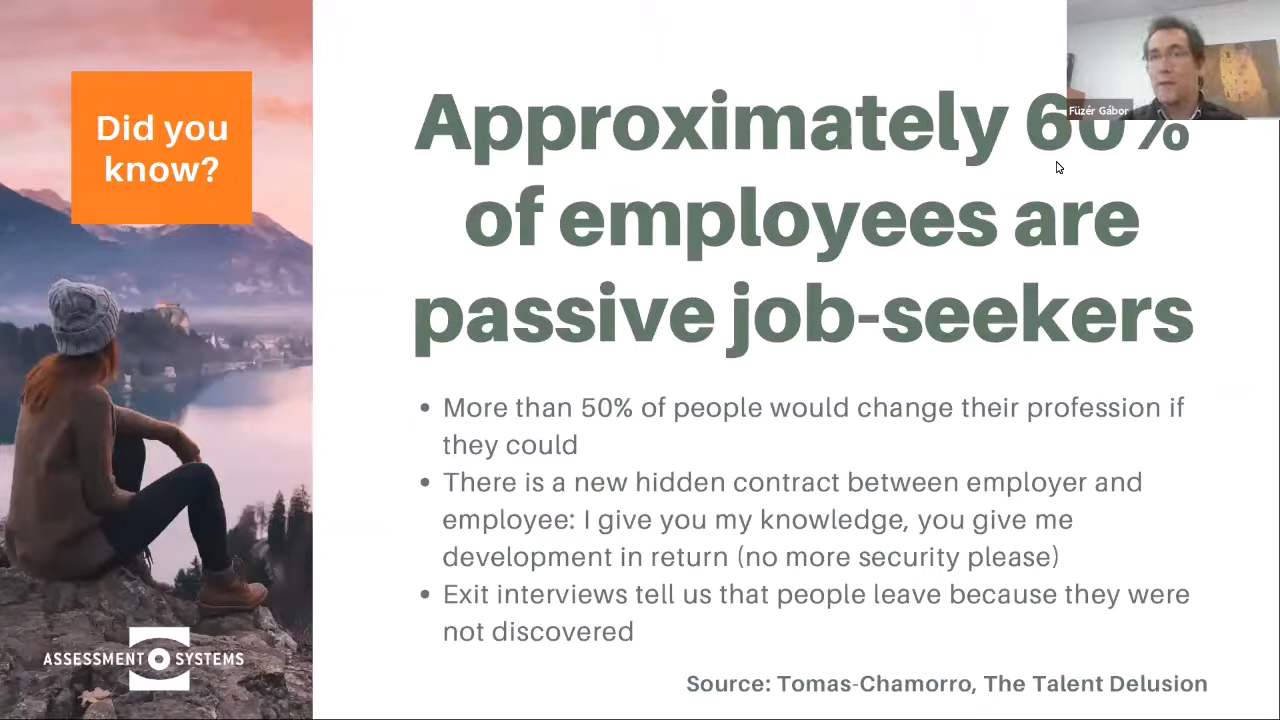 Did you
know?
Füzér Gábor
Approximately 60%
of employees are
passive job-seekers
• More than 50% of people would change their profession if
they could
• There is a new hidden contract between employer and
employee: I give you my knowledge, you give me
development in return (no more security please)
• Exit interviews tell us that people leave because they were
not discovered
ASSESSMENT SYSTEMS
Source: Tomas-Chamorro, The Talent Delusion